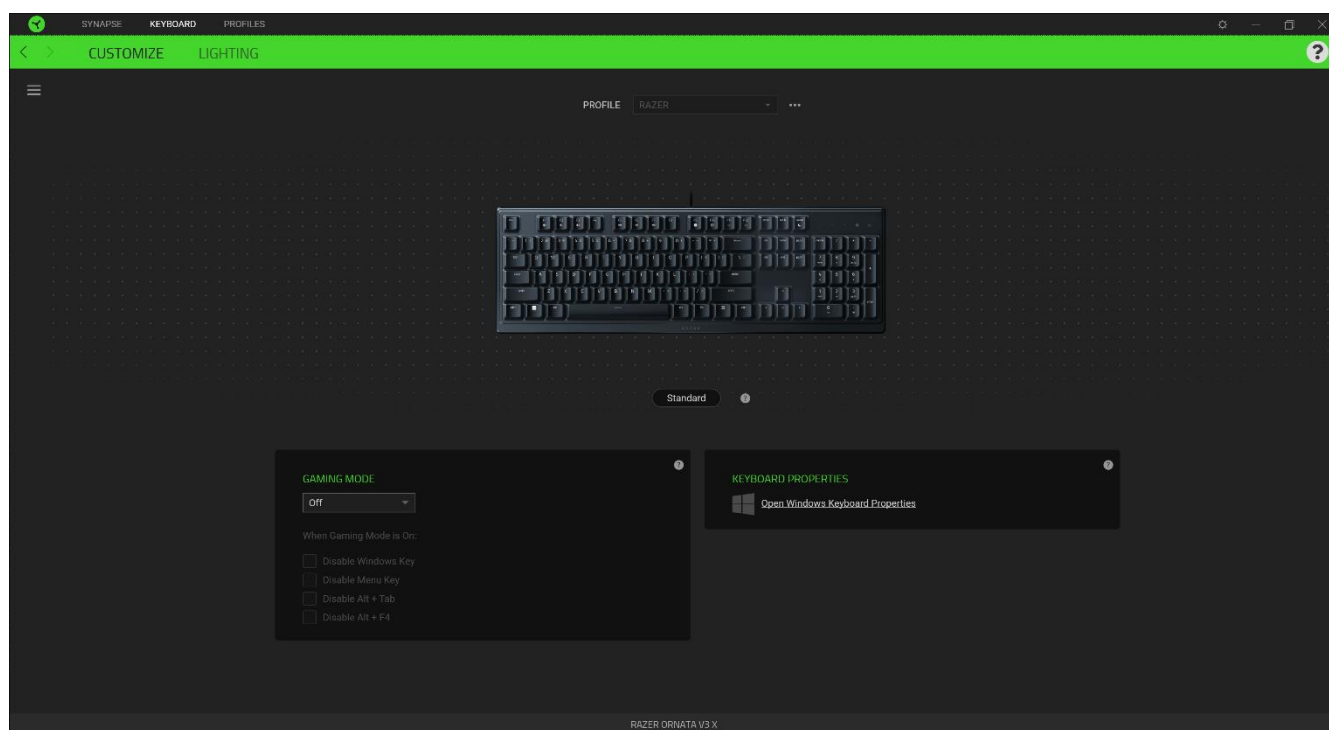 SYNAPSE KEYBOARD PROFILES
CUSTOMIZE LIGHTING
?
PROFILE RAZER
Standard ?
GAMING MODE ?
Off
When Gaming Mode is On:
Disable Windows Key
Disable Menu Key
Disable Alt + Tab
Disable Alt + F4
KEYBOARD PROPERTIES ?
Open Windows Keyboard Properties
RAZER ORNATA V3 X